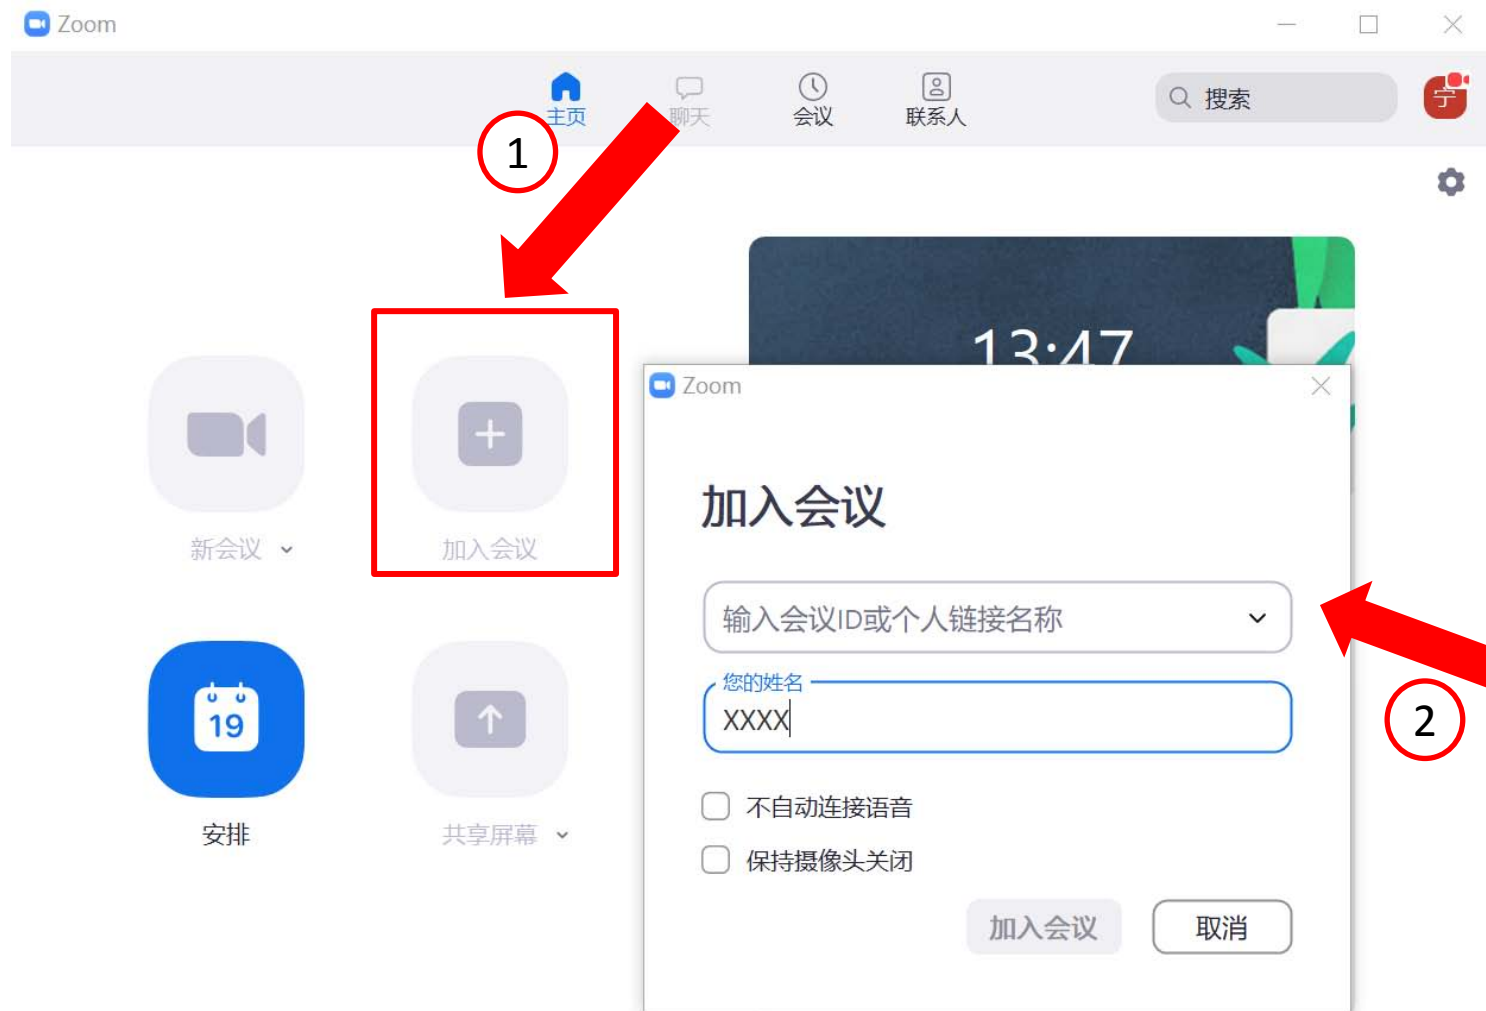 Zoom
主页
聊天
会议
联系人
搜索
宁
1
13:47
新会议
加入会议
19
安排
共享屏幕
Zoom
加入会议
输入会议ID或个人链接名称
您的姓名
XXXX
2
不自动连接语音
保持摄像头关闭
加入会议
取消